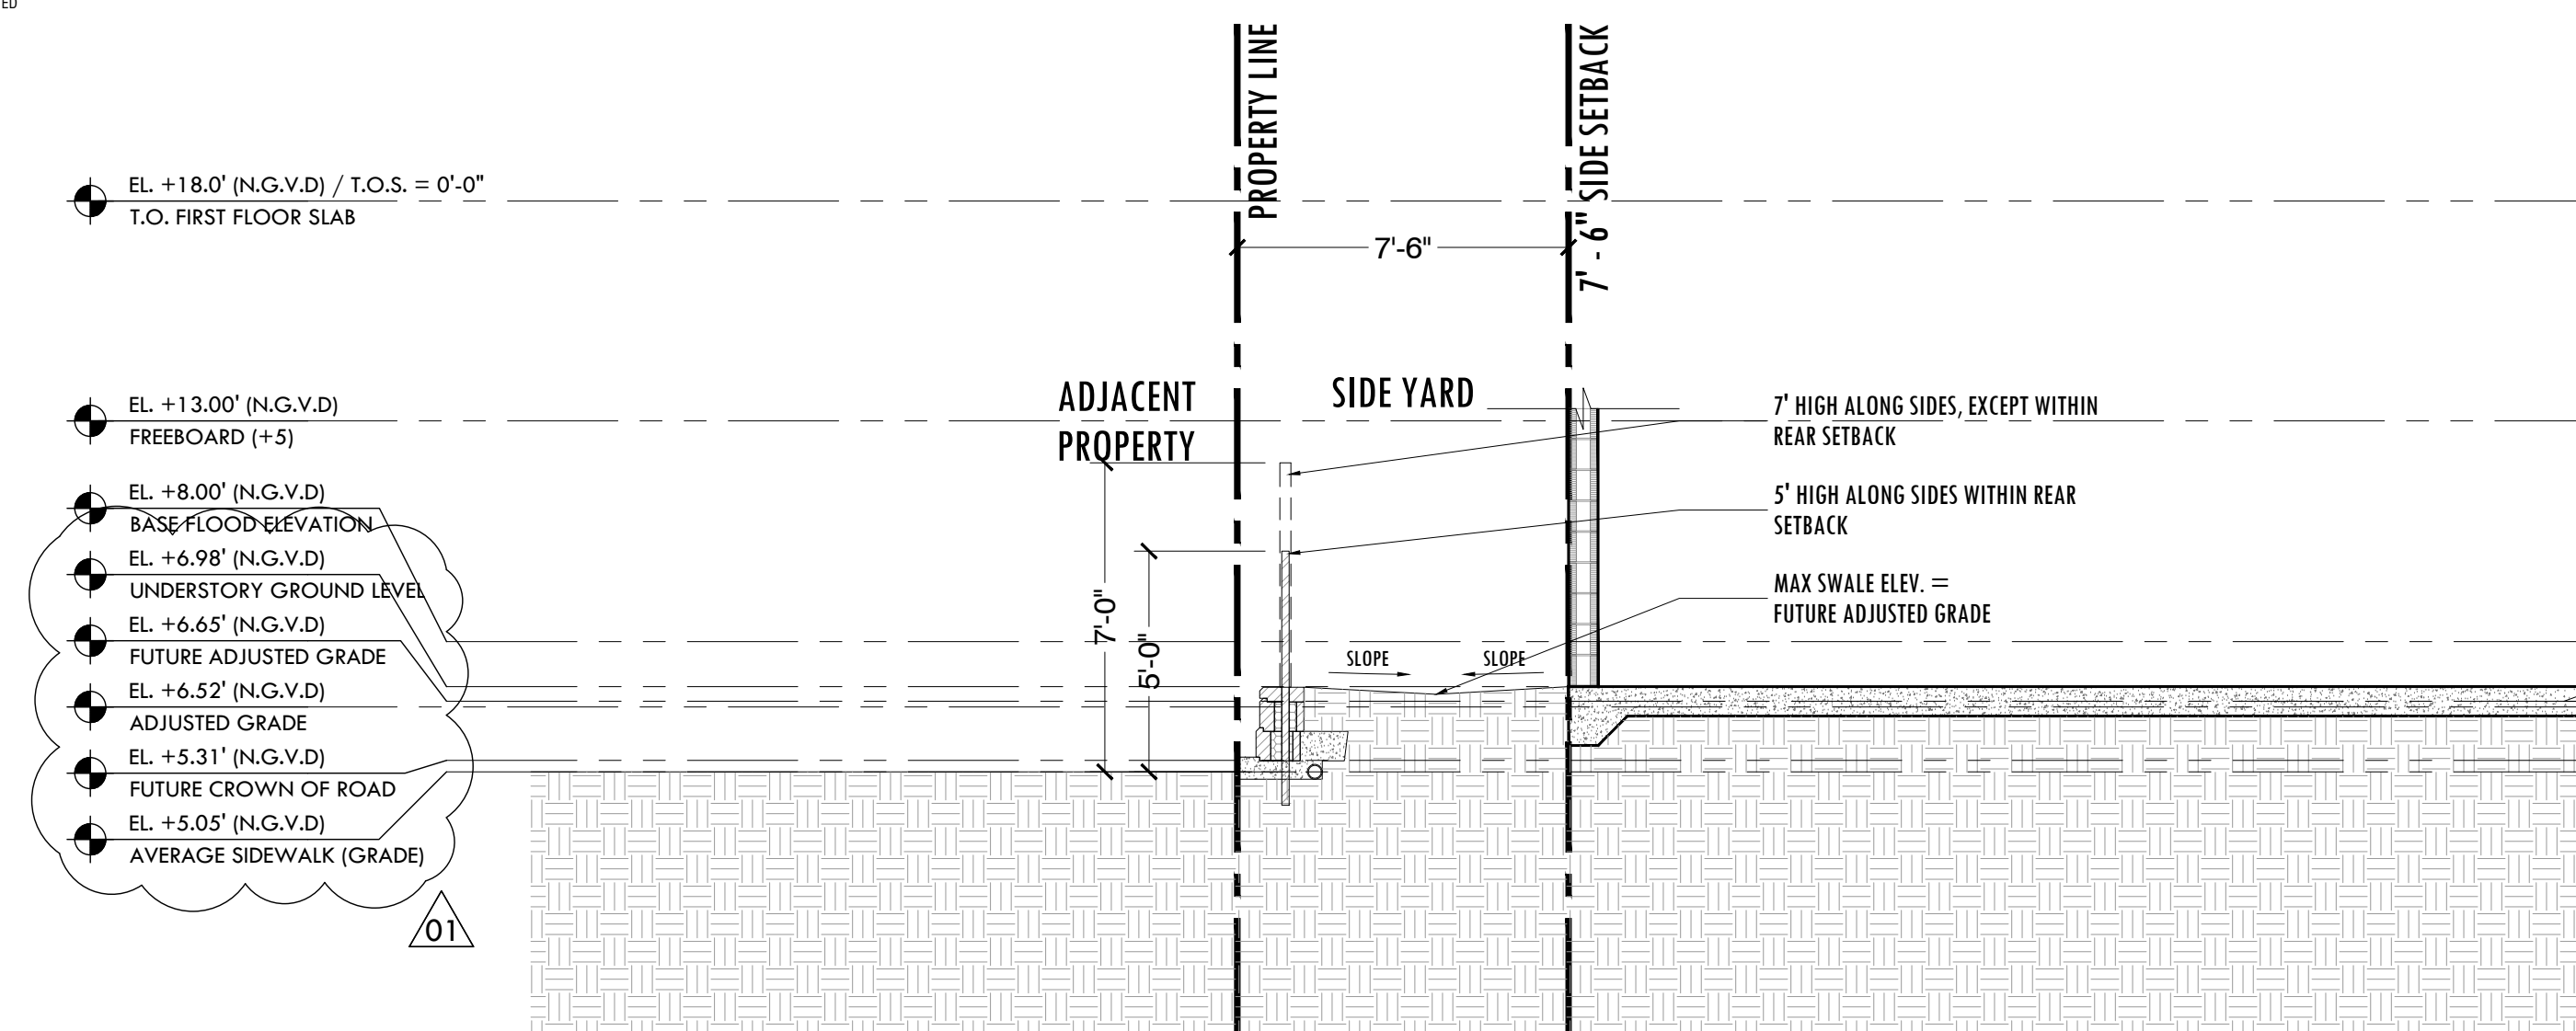 ED
PROPERTY LINE
7' - 6" SIDE SETBACK
EL. +18.0' (N.G.V.D) / T.O.S. = 0'-0"
T.O. FIRST FLOOR SLAB
7'-6"
EL. +13.00' (N.G.V.D)
FREEBOARD (+5)
ADJACENT
PROPERTY
SIDE YARD
7' HIGH ALONG SIDES, EXCEPT WITHIN
REAR SETBACK
EL. +8.00' (N.G.V.D)
BASE FLOOD ELEVATION
5' HIGH ALONG SIDES WITHIN REAR
SETBACK
EL. +6.98' (N.G.V.D)
UNDERSTORY GROUND LEVEL
MAX SWALE ELEV. =
FUTURE ADJUSTED GRADE
7'-0"
5'-0"
SLOPE
SLOPE
EL. +6.65' (N.G.V.D)
FUTURE ADJUSTED GRADE
EL. +6.52' (N.G.V.D)
ADJUSTED GRADE
EL. +5.31' (N.G.V.D)
FUTURE CROWN OF ROAD
EL. +5.05' (N.G.V.D)
AVERAGE SIDEWALK (GRADE)
01